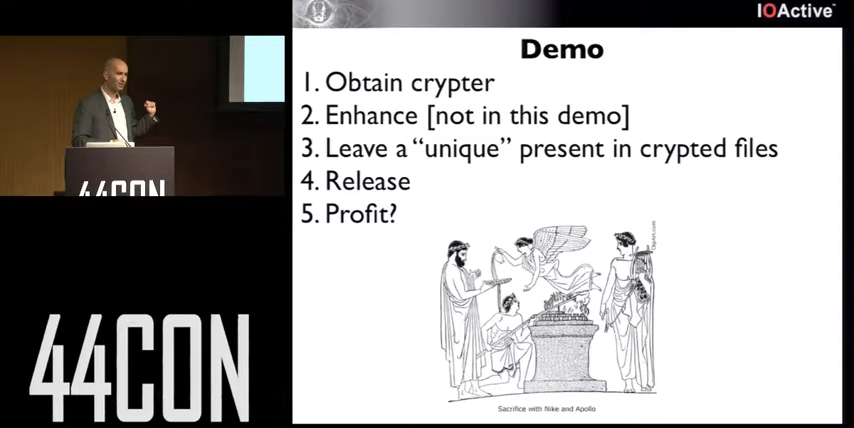 IOActive™
Demo
1. Obtain crypter
2. Enhance [not in this demo]
3. Leave a “unique” present in crypted files
4. Release
5. Profit?
44CON
Sacrifice with Nike and Apollo
44CON